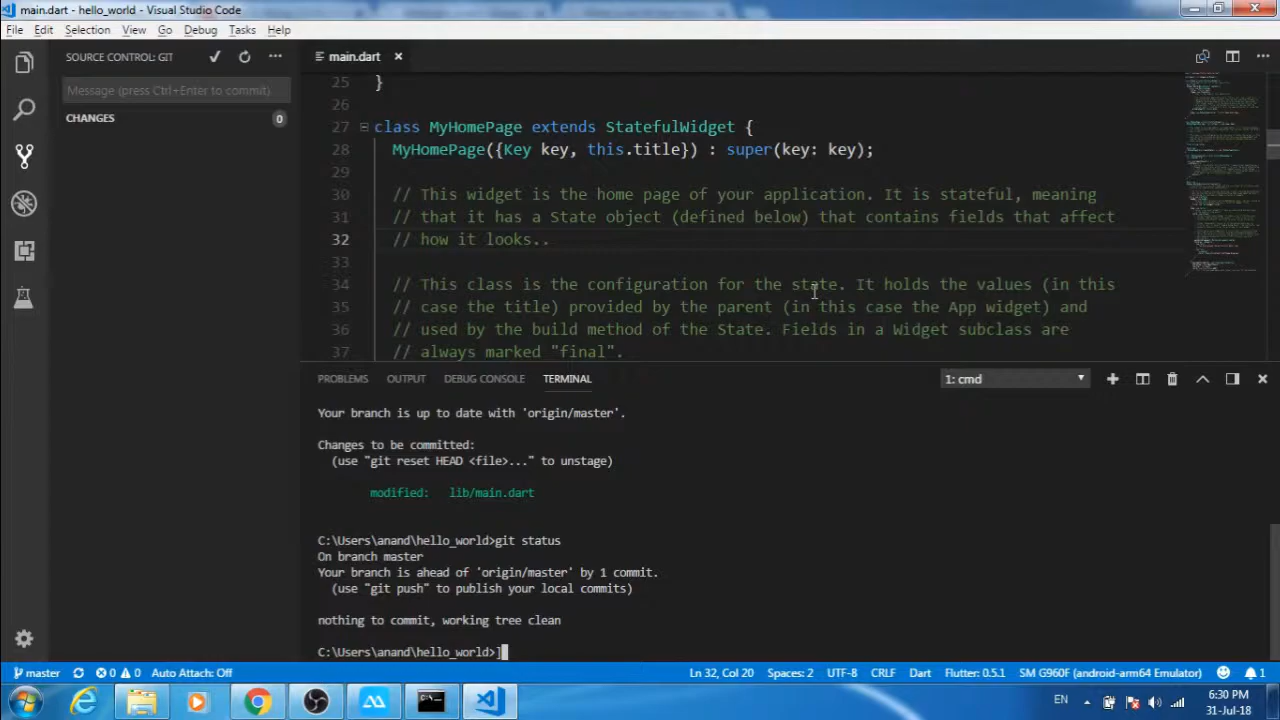 main.dart - hello_world - Visual Studio Code
File Edit Selection View Go Debug Tasks Help
SOURCE CONTROL: GIT
main.dart
Message (press Ctrl+Enter to commit)
CHANGES 0
25 }
26
27 class MyHomePage extends StatefulWidget {
28 MyHomePage({Key key, this.title}) : super(key: key);
29
30 // This widget is the home page of your application. It is stateful, meaning
31 // that it has a state object (defined below) that contains fields that affect
32 // how it looks..
33
34 // This class is the configuration for the state. It holds the values (in this
35 // case the title) provided by the parent (in this case the App widget) and
36 // used by the build method of the State. Fields in a Widget subclass are
37 // always marked "final".
PROBLEMS OUTPUT DEBUG CONSOLE TERMINAL 1: cmd
Your branch is up to date with 'origin/master'.
Changes to be committed:
(use "git reset HEAD <file>..." to unstage)
modified: lib/main.dart
C:\Users\anand\hello_world>git status
On branch master
Your branch is ahead of 'origin/master' by 1 commit.
(use "git push" to publish your local commits)
nothing to commit, working tree clean
C:\Users\anand\hello_world>]
master 0 0 Auto Attach: Off Ln 32, Col 20 Spaces: 2 UTF-8 CRLF Dart Flutter: 0.5.1 SM G960F (android-arm64 Emulator) 1
EN 6:30 PM
31-Jul-18